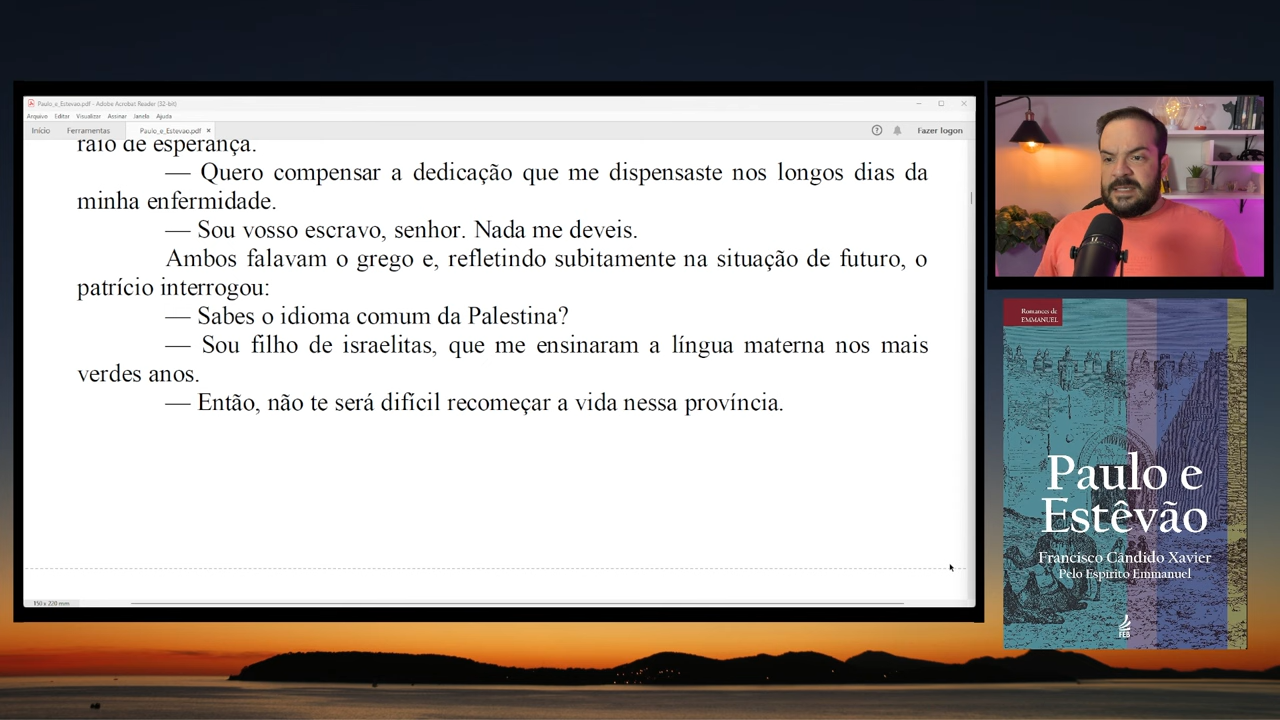 Paulo_e_Estevao.pdf - Adobe Acrobat Reader (32-bit)
Arquivo Editar Visualizar Assinar Janela Ajuda
Início Ferramentas Paulo_e_Estevao.pdf × Fazer logon
raio de esperança.
— Quero compensar a dedicação que me dispensaste nos longos dias da
minha enfermidade.
— Sou vosso escravo, senhor. Nada me deveis.
Ambos falavam o grego e, refletindo subitamente na situação de futuro, o
patrício interrogou:
— Sabes o idioma comum da Palestina?
— Sou filho de israelitas, que me ensinaram a língua materna nos mais
verdes anos.
— Então, não te será difícil recomeçar a vida nessa província.
150 x 220 mm
Romances de
EMMANUEL
Paulo e
Estêvão
Francisco Cândido Xavier
Pelo Espírito Emmanuel
FEB